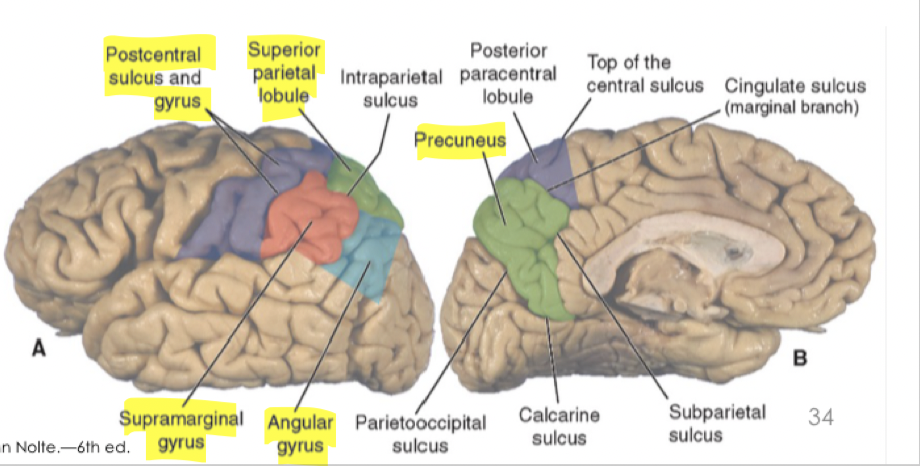 Postcentral
sulcus and
gyrus
Superior
parietal
lobule
Intraparietal
sulcus
Posterior
paracentral
lobule
Top of the
central sulcus
Cingulate sulcus
(marginal branch)
Precuneus
A
B
Supramarginal
gyrus
Angular
gyrus
Parietooccipital
sulcus
Calcarine
sulcus
Subparietal
sulcus
34
n Nolte.—6th ed.